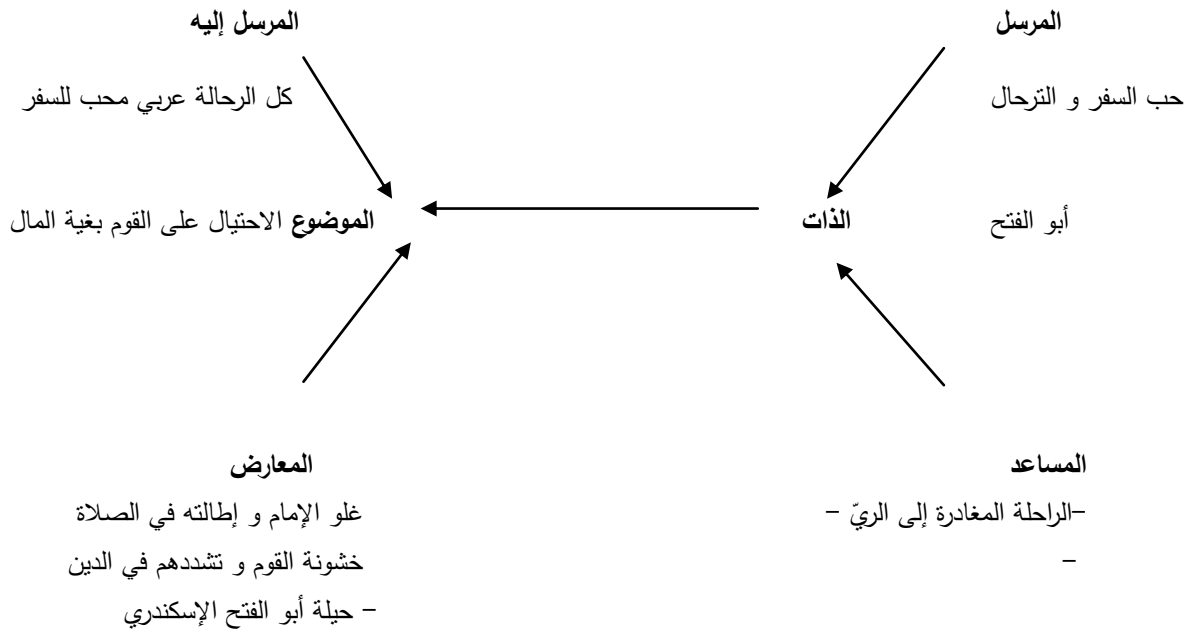 المرسل
المرسل إليه
حب السفر و الترحال
كل الرحالة عربي محب للسفر
أبو الفتح
الذات
الموضوع الاحتيال على القوم بغية المال
المساعد
المعارض
–الراحلة المغادرة إلى الريّ –
غلو الإمام و إطالته في الصلاة
–
خشونة القوم و تشددهم في الدين
– حيلة أبو الفتح الإسكندري